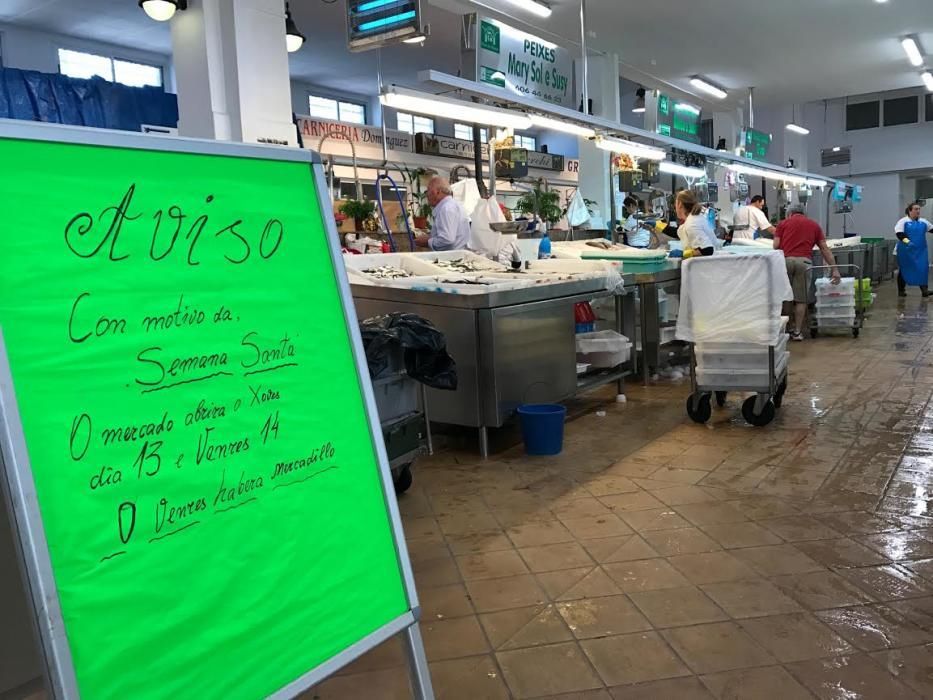 Aviso
Con motivo da,
Semana Santa
O mercado abrira o Xoves
dia 13 e Venres 14
O Venres habera mercadillo
PEIXES
Mary Sol e Susy
CARNICERIA Dominguez